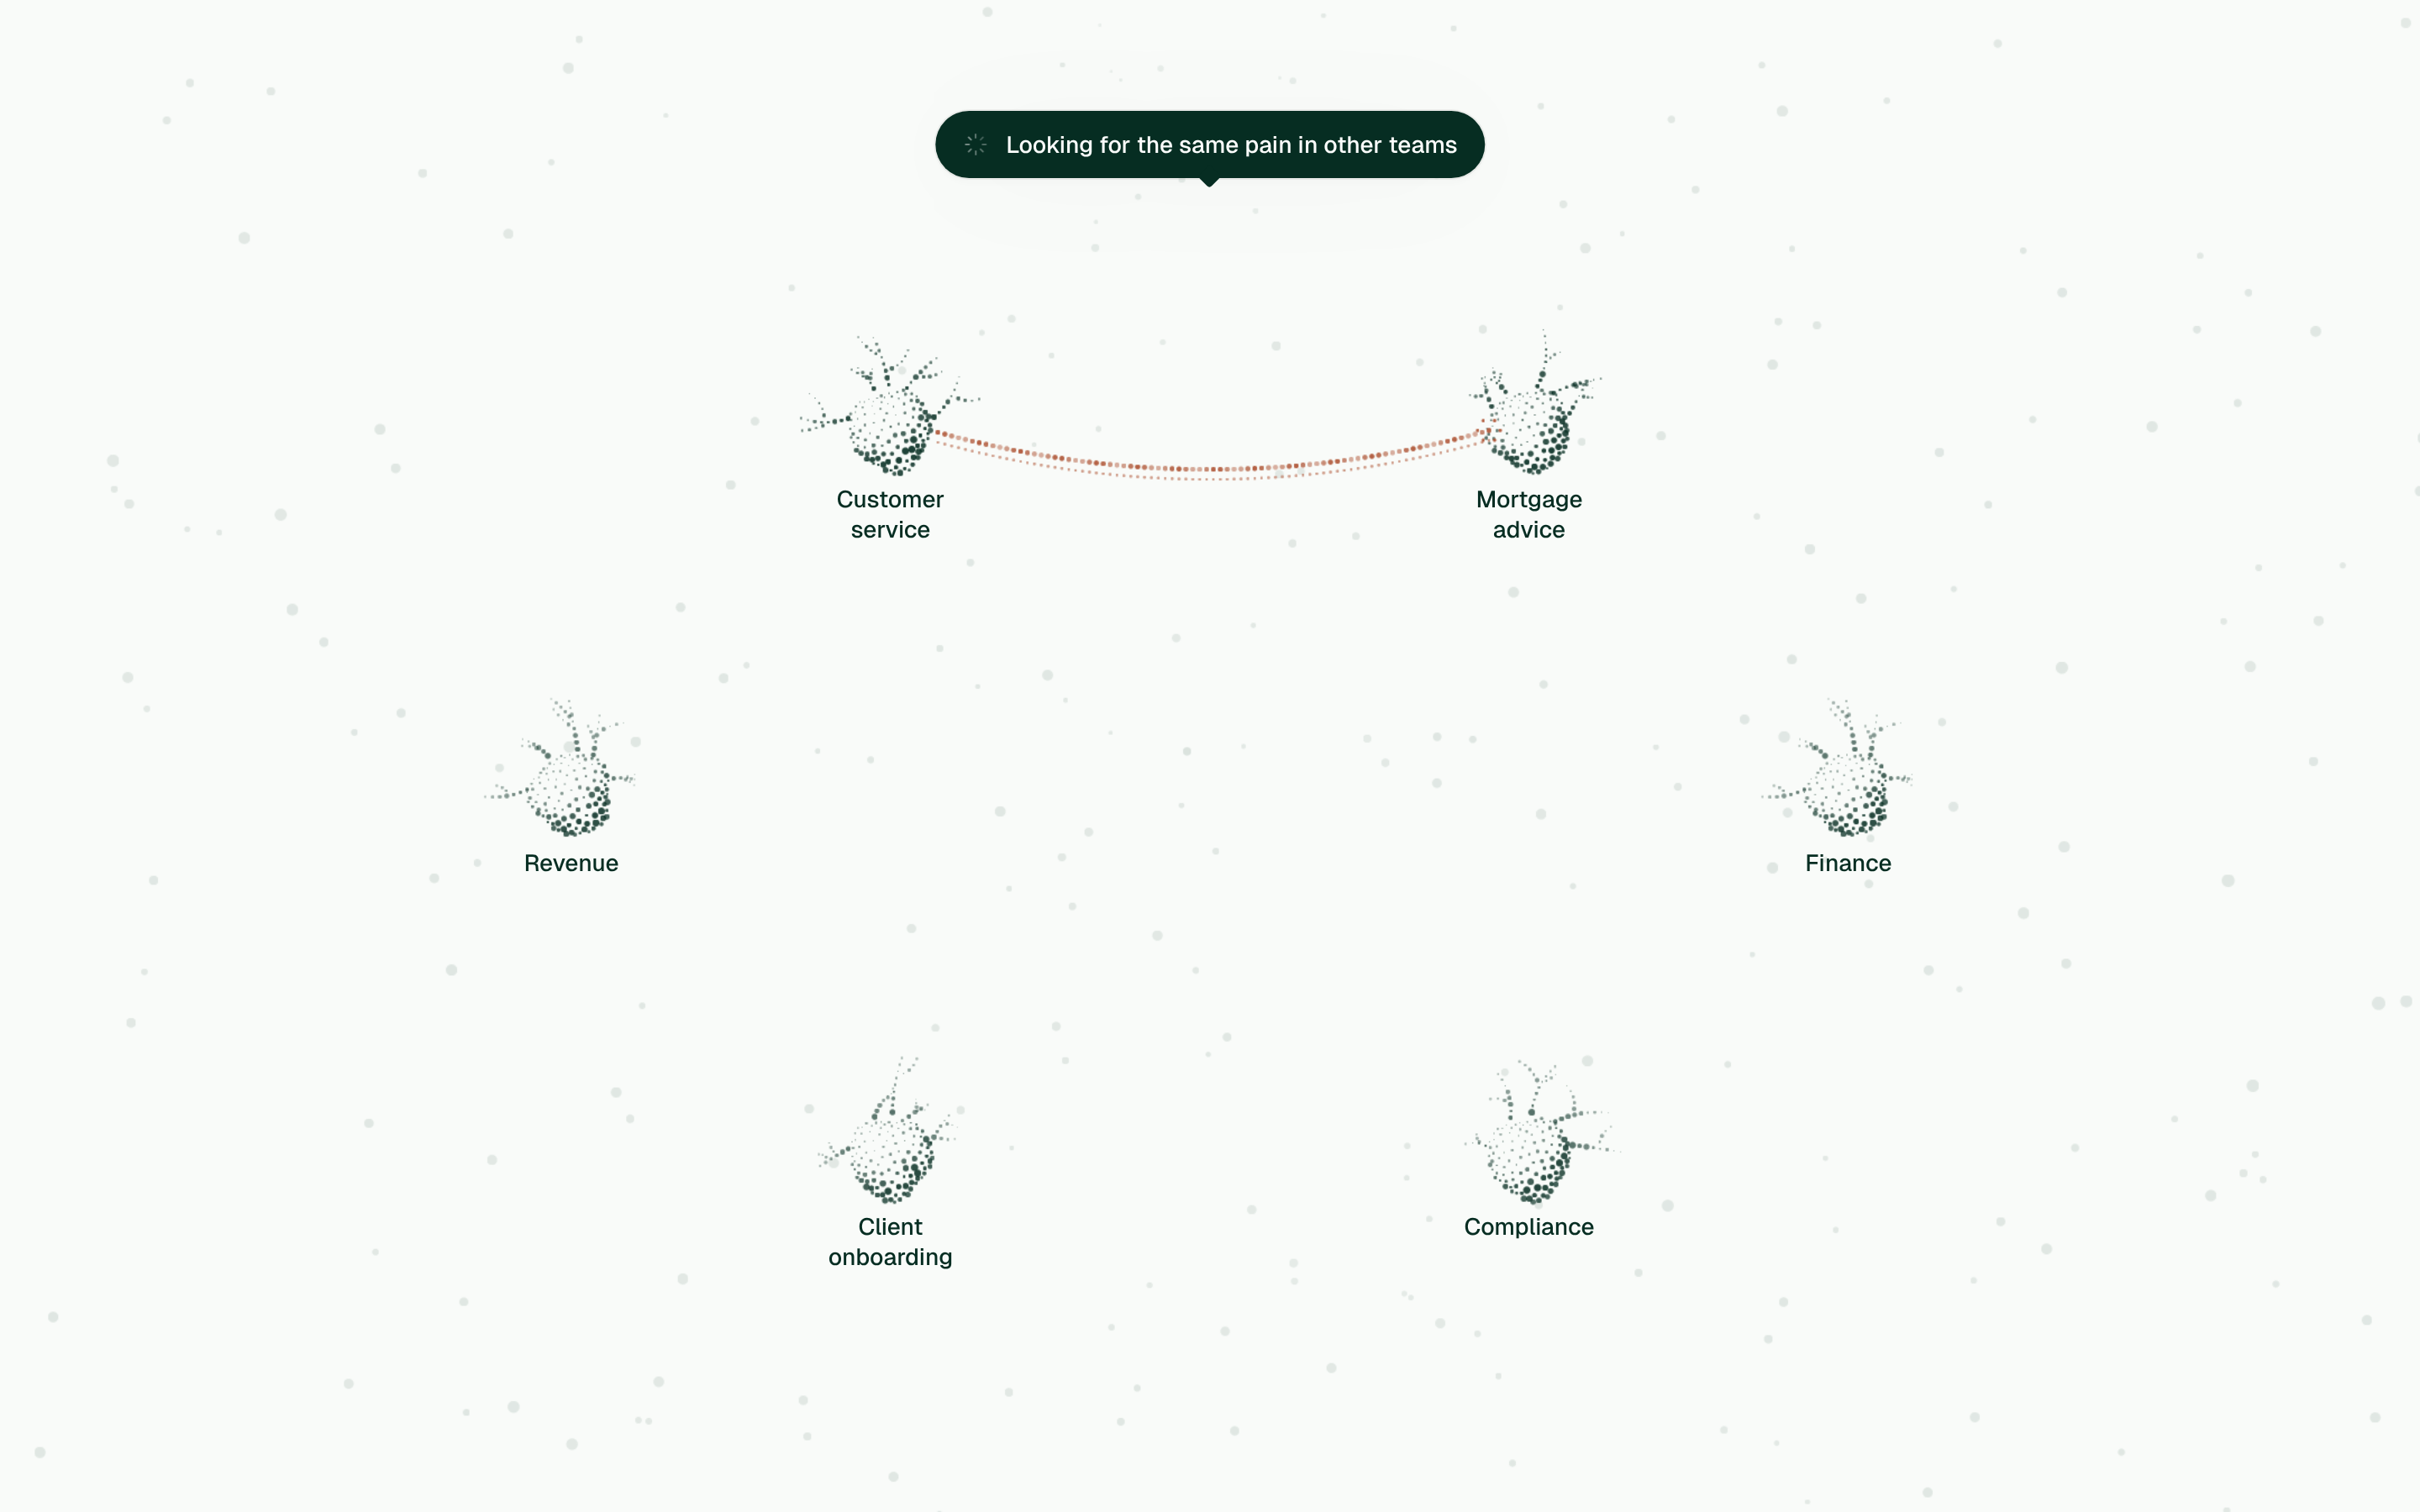 Looking for the same pain in other teams
Customer
service
Mortgage
advice
Revenue
Finance
Client
onboarding
Compliance